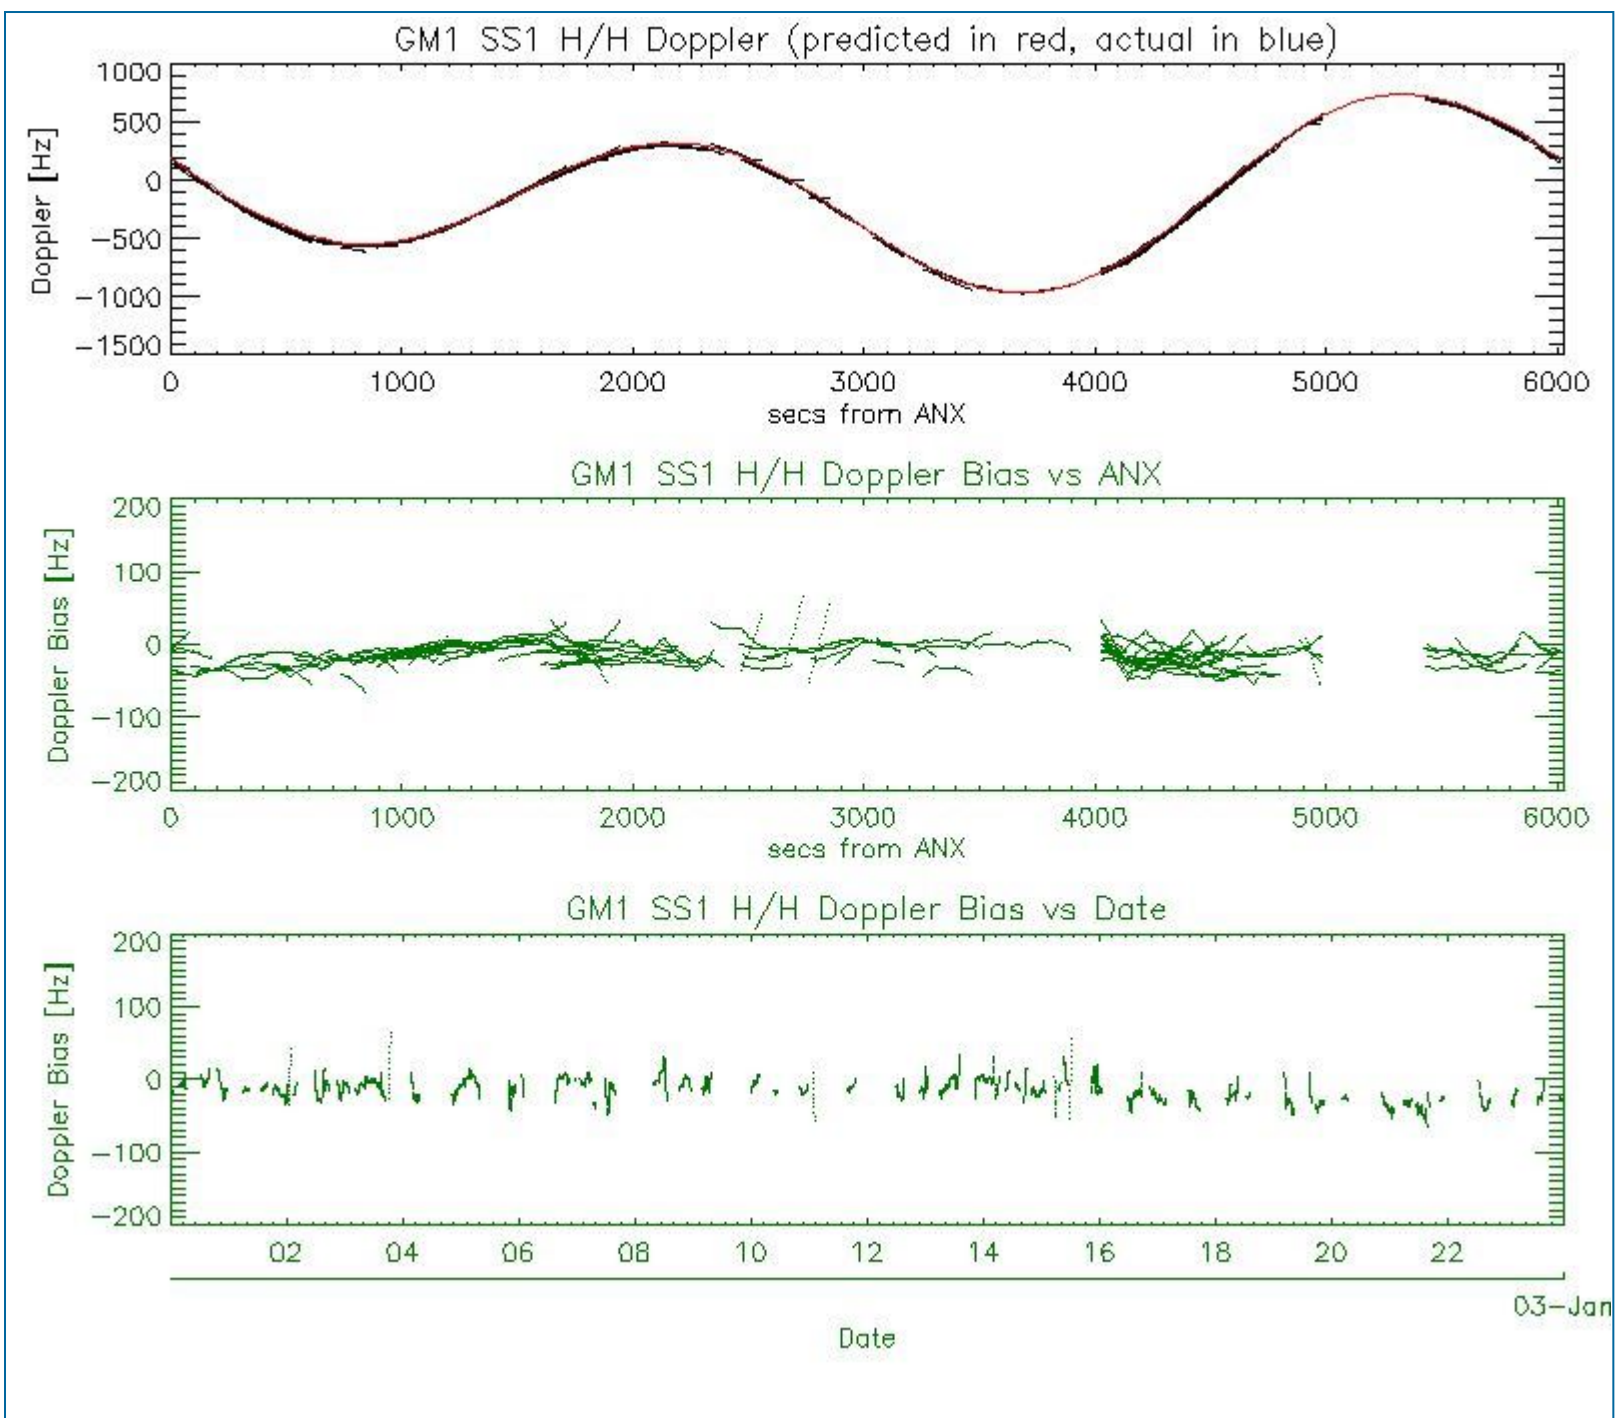 GM1 SS1 H/H Doppler (predicted in red, actual in blue)
1000
500
0
-500
-1000
-1500
Doppler [Hz]
0 1000 2000 3000 4000 5000 6000
secs from ANX
GM1 SS1 H/H Doppler Bias vs ANX
200
100
0
-100
-200
Doppler Bias [Hz]
0 1000 2000 3000 4000 5000 6000
secs from ANX
GM1 SS1 H/H Doppler Bias vs Date
200
100
0
-100
-200
Doppler Bias [Hz]
02 04 06 08 10 12 14 16 18 20 22
03-Jan
Date